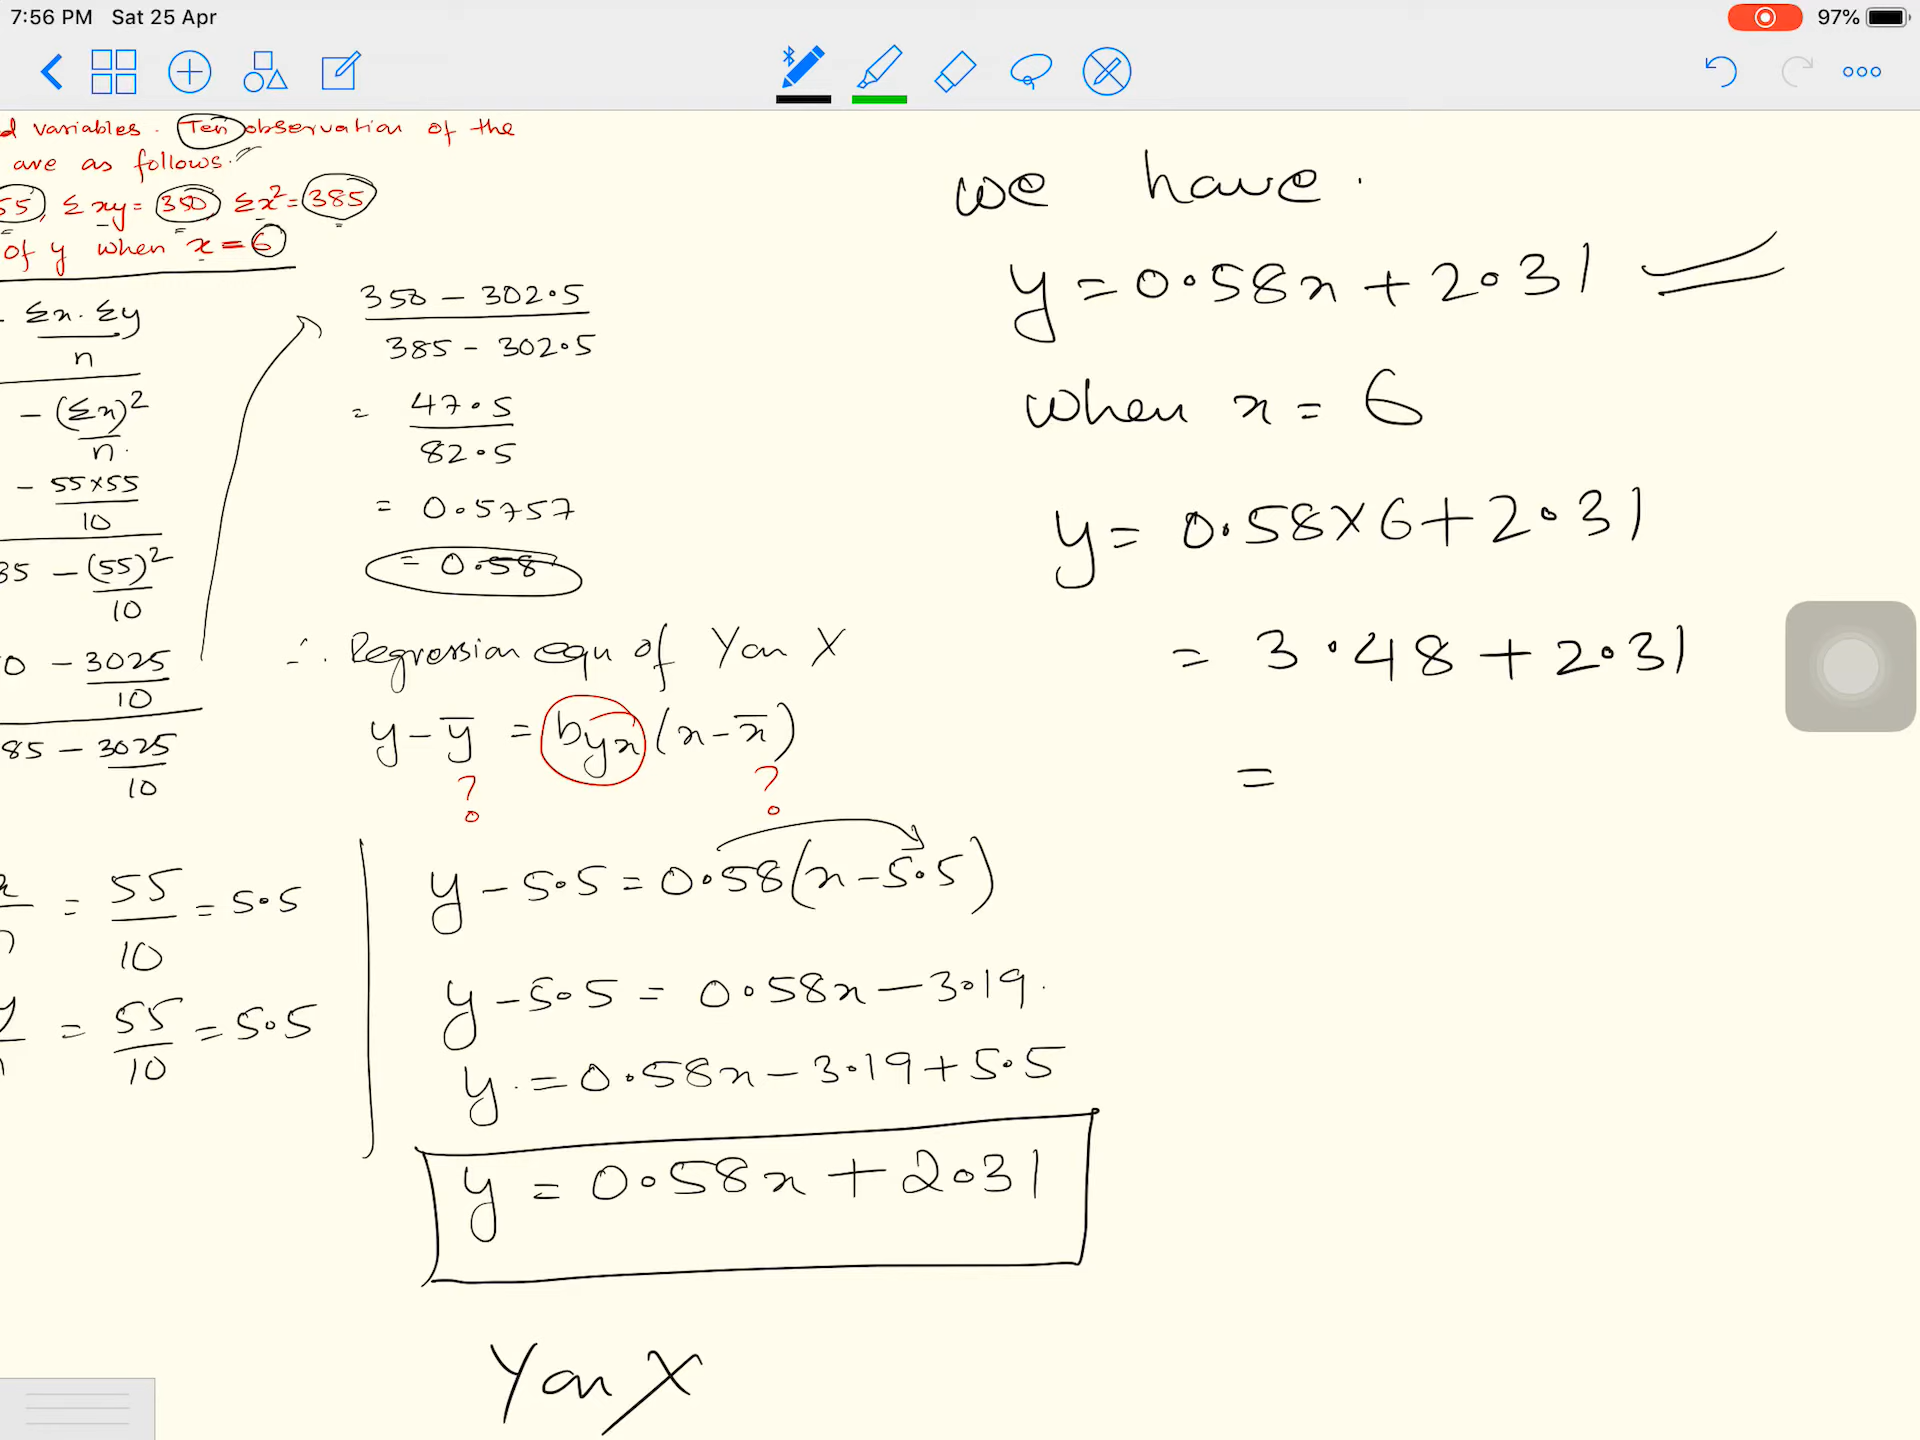 7:56 PM Sat 25 Apr
97%
d variables. Ten observation of the
are as follows.
55, Σxy = 350 Σx² = 385
of y when x = 6
- Σx. Σy
n
- (Σx)²
n.
- 55×55
10
35 - (55)²
10
0 - 3025
10
85 - 3025
10
= 55 = 5.5
10
= 55 = 5.5
10
350 - 302.5
385 - 302.5
= 47.5
82.5
= 0.5757
= 0.58
∴ Regression equn of Y on X
y - ȳ = byx (x - x̄)
? ?
y - 5.5 = 0.58(x - 5.5)
y - 5.5 = 0.58x - 3.19.
y = 0.58x - 3.19 + 5.5
y = 0.58x + 2.31
Y on X
we have.
y = 0.58x + 2.31
when x = 6
y = 0.58×6 + 2.31
= 3.48 + 2.31
=